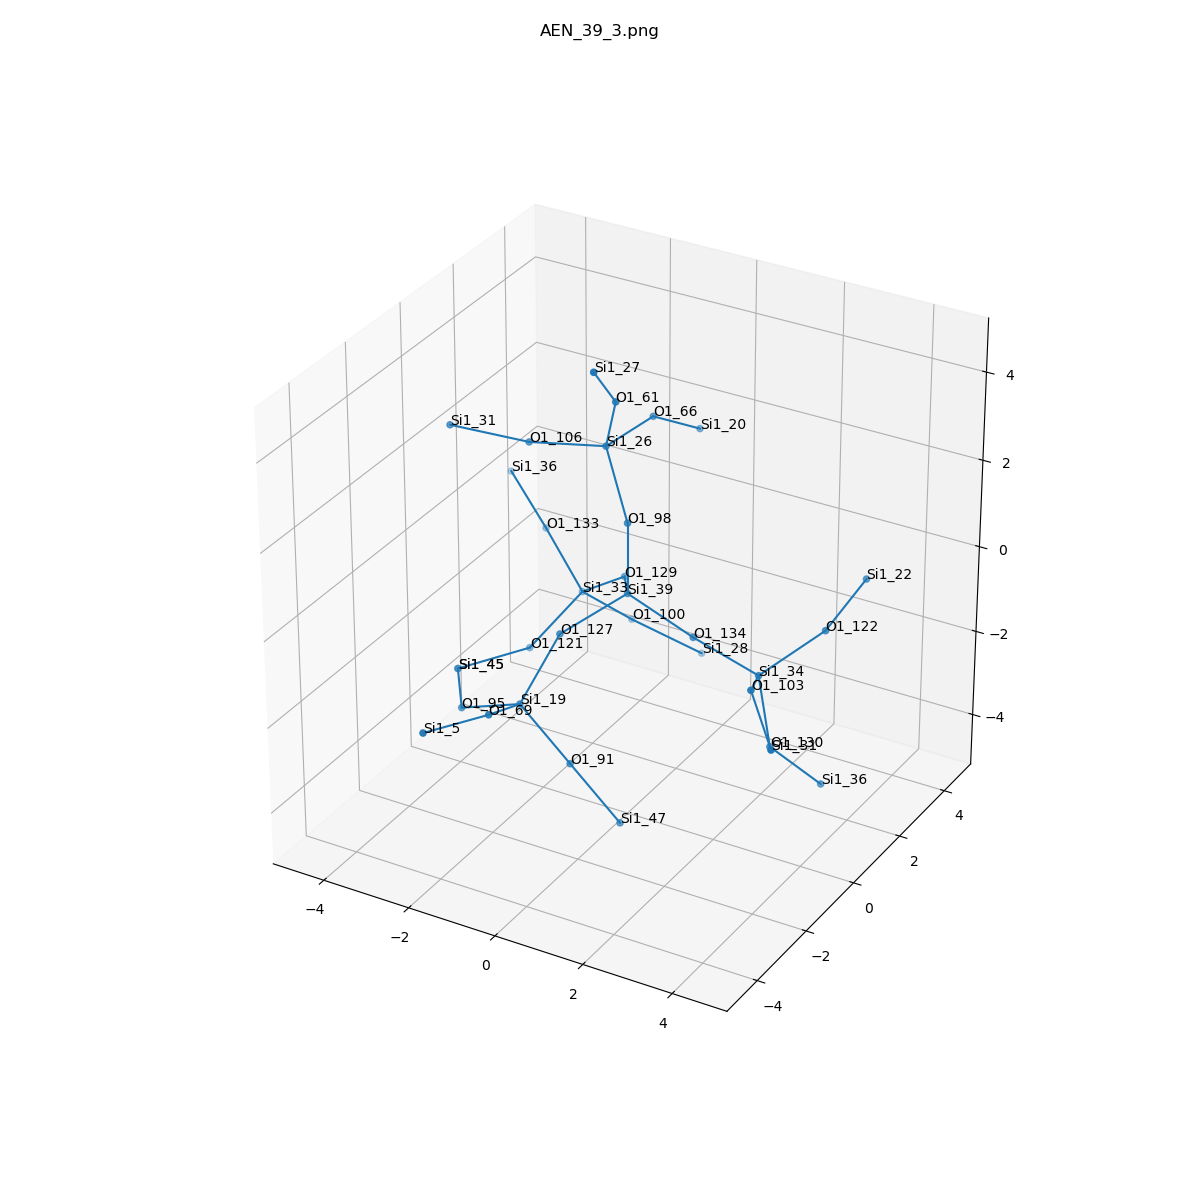 AEN_39_3.png
Si1_27
O1_61
O1_66
Si1_31
Si1_20
O1_106
Si1_26
Si1_36
O1_98
O1_133
O1_129
Si1_22
Si1_33
Si1_39
O1_100
O1_122
O1_127
O1_134
O1_121
Si1_28
Si1_45
Si1_34
O1_103
Si1_19
O1_95
O1_69
Si1_5
O1_130
Si1_31
O1_91
Si1_36
Si1_47
4
2
0
−2
−4
4
2
0
−2
−4
−4
−2
0
2
4